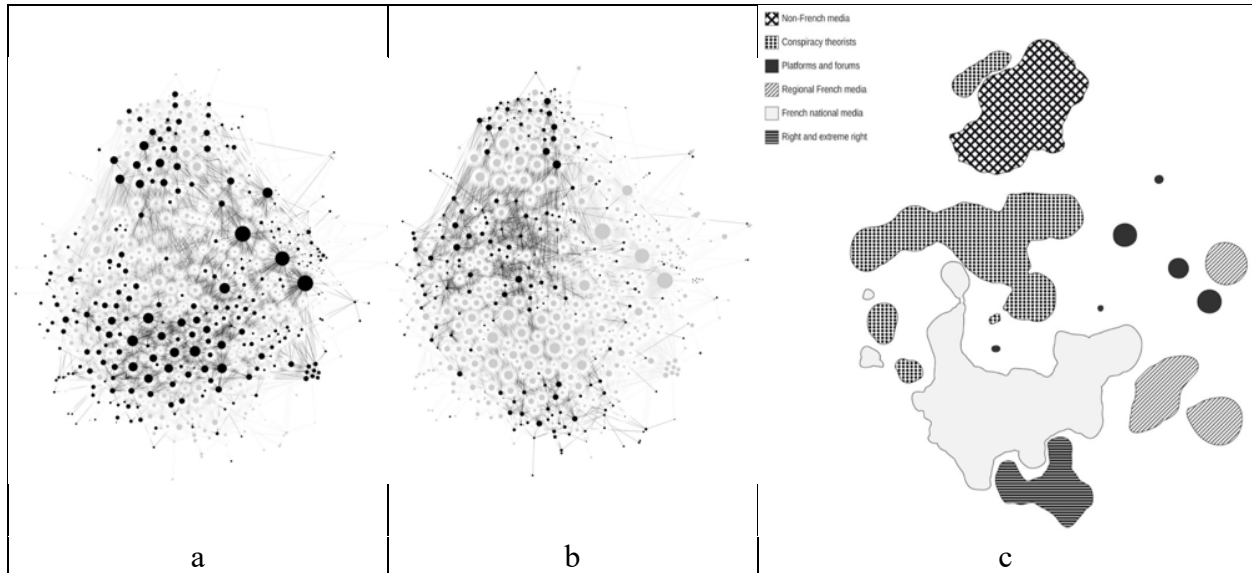 Non-French media
Conspiracy theorists
Platforms and forums
Regional French media
French national media
Right and extreme right
a
b
c